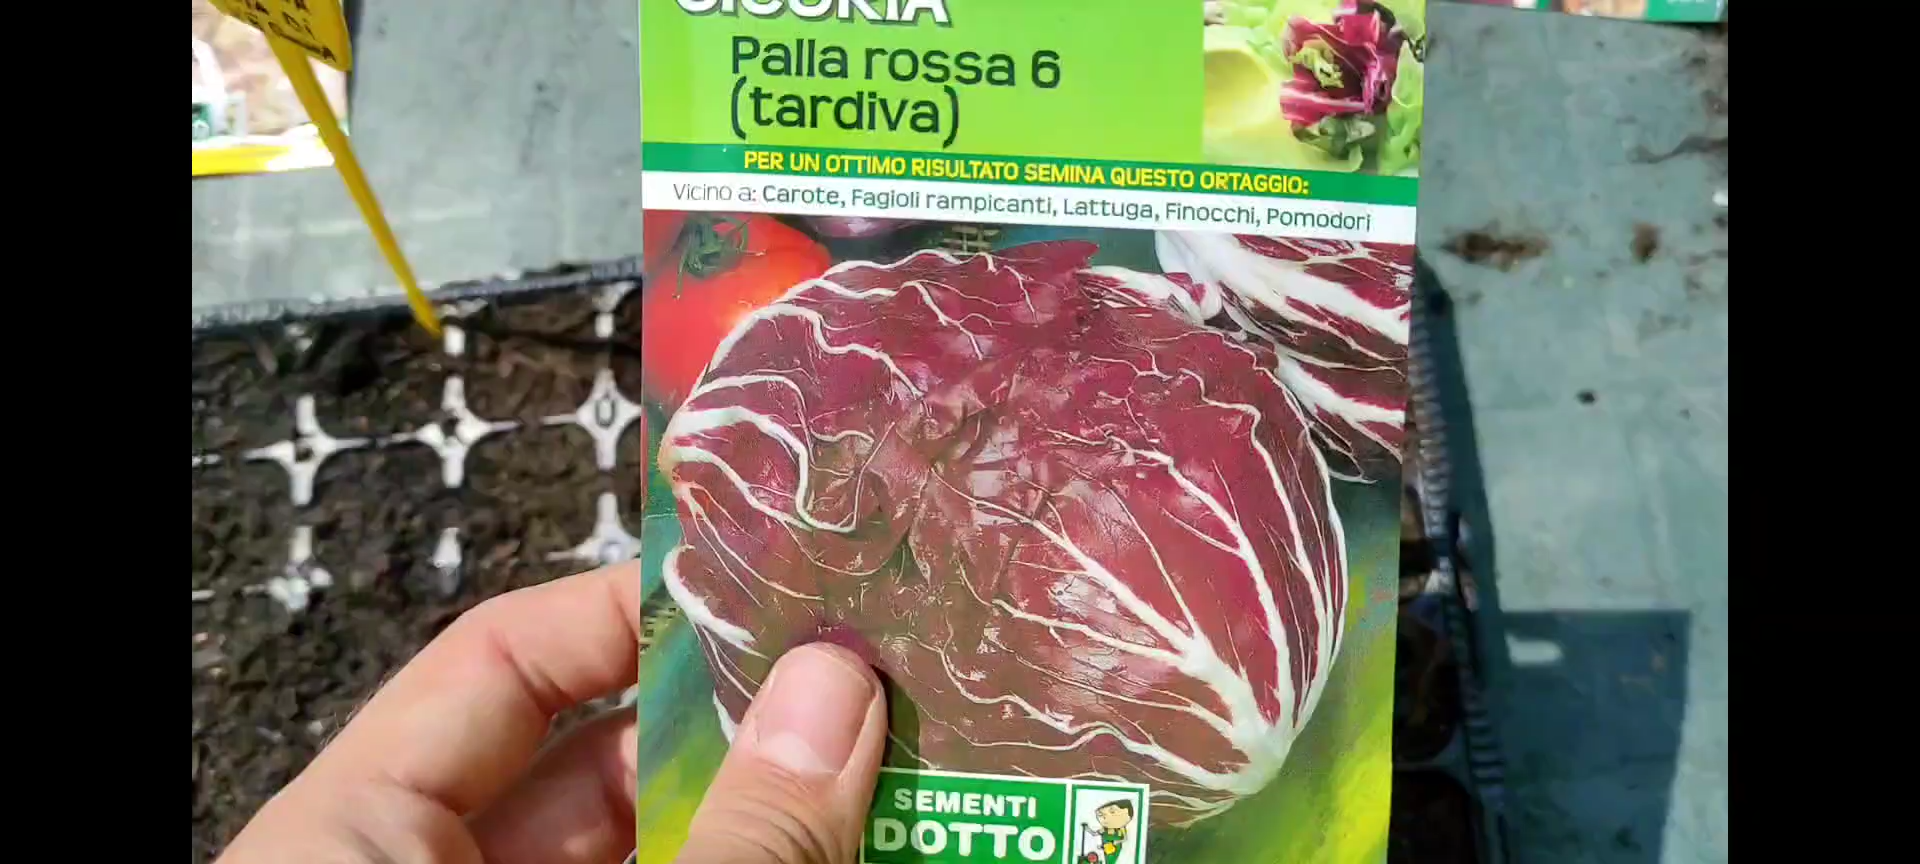 CICORIA
Palla rossa 6
(tardiva)
PER UN OTTIMO RISULTATO SEMINA QUESTO ORTAGGIO:
Vicino a: Carote, Fagioli rampicanti, Lattuga, Finocchi, Pomodori
SEMENTI
DOTTO